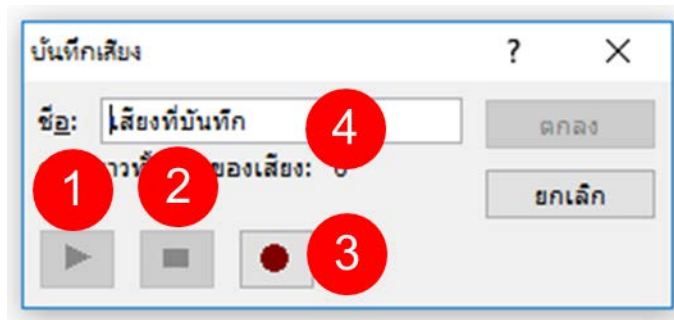 บันทึกเสียง ?
ชื่อ: เสียงที่บันทึก 4 ตกลง
ของเสียง:
1 2 ยกเลิก
3